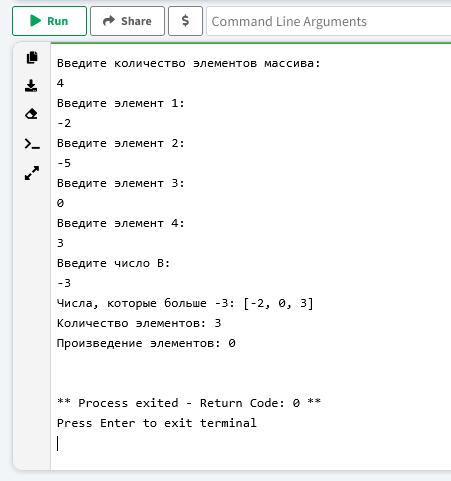 Run
Share
$
Command Line Arguments
Введите количество элементов массива:
4
Введите элемент 1:
-2
Введите элемент 2:
-5
Введите элемент 3:
0
Введите элемент 4:
3
Введите число B:
-3
Числа, которые больше -3: [-2, 0, 3]
Количество элементов: 3
Произведение элементов: 0
** Process exited - Return Code: 0 **
Press Enter to exit terminal